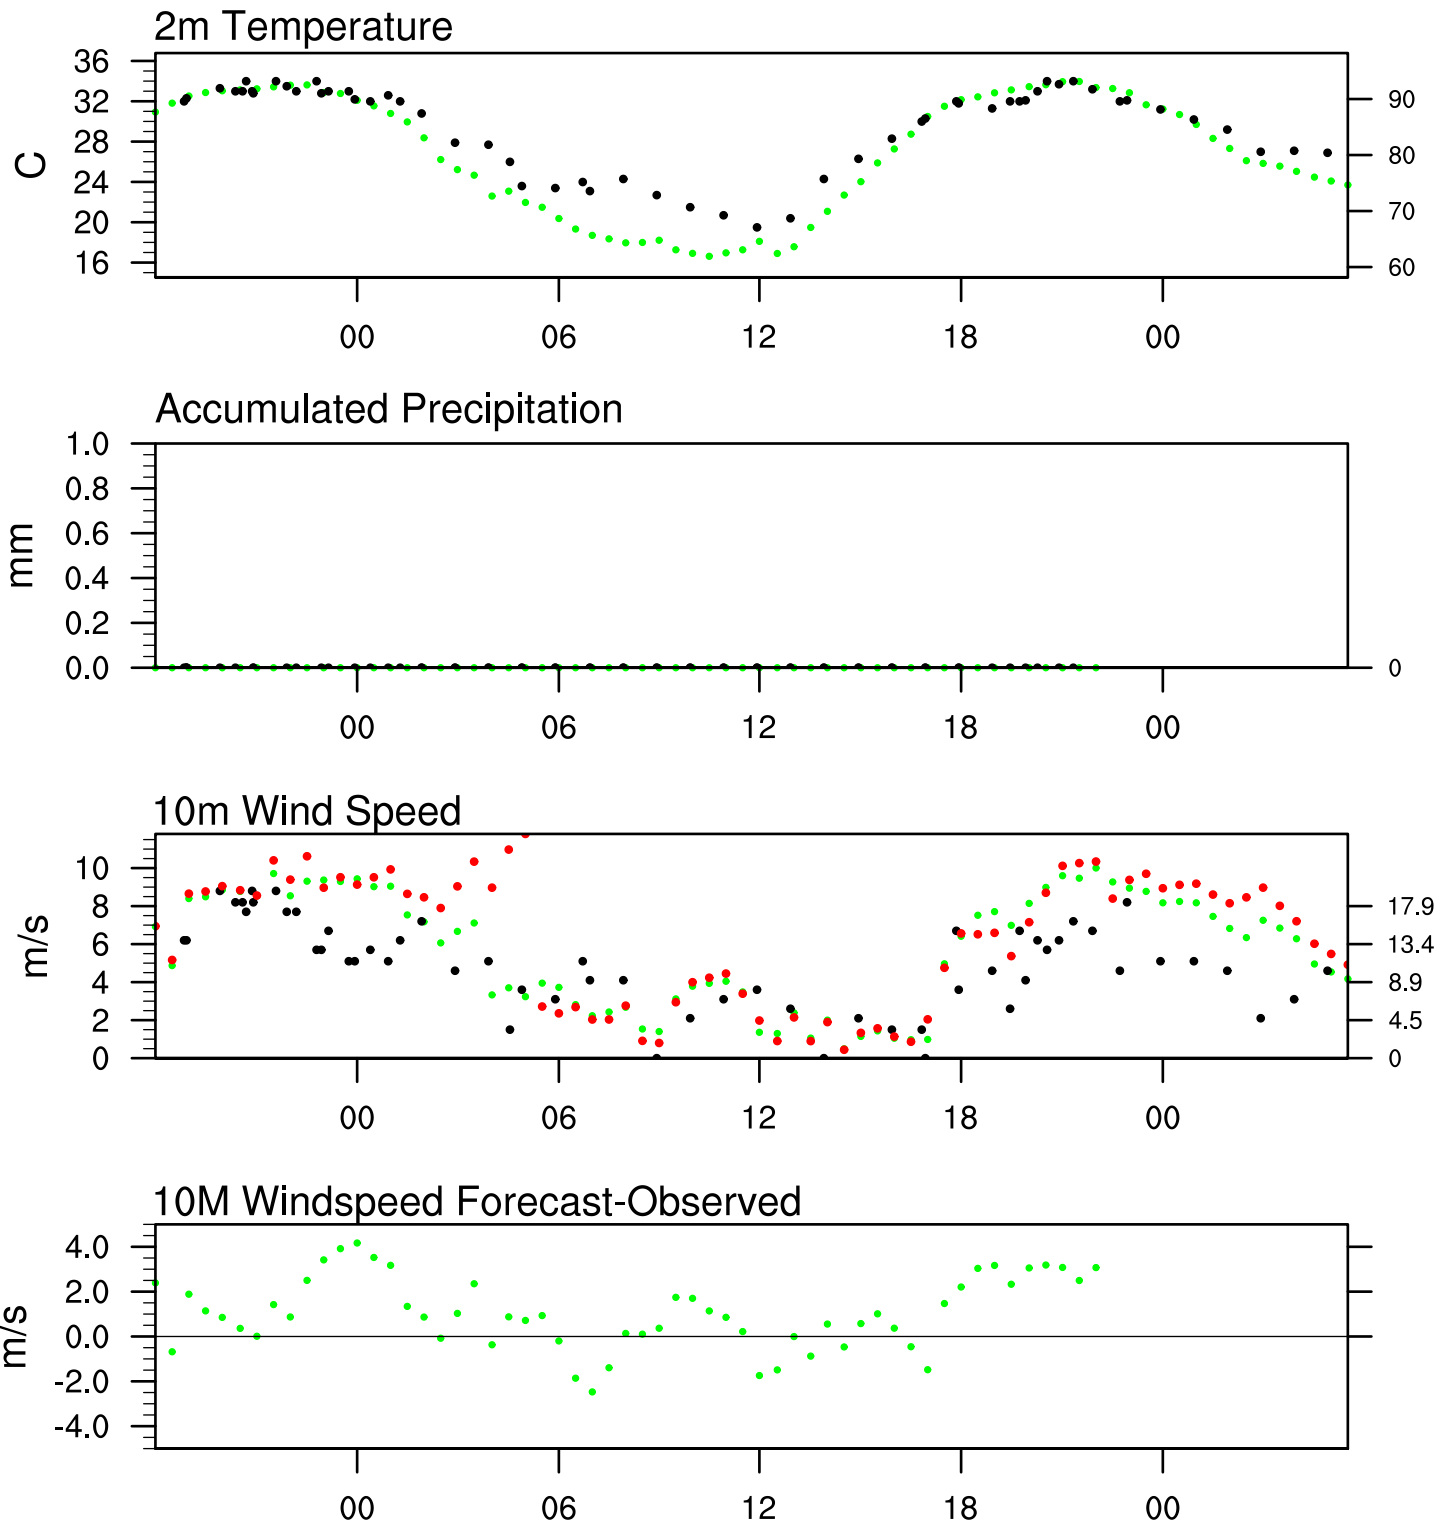 2m Temperature
36
32
28
24
20
16
C
90
80
70
60
00 06 12 18 00
Accumulated Precipitation
1.0
0.8
0.6
0.4
0.2
0.0
mm
0
00 06 12 18 00
10m Wind Speed
10
8
6
4
2
0
m/s
17.9
13.4
8.9
4.5
0
00 06 12 18 00
10M Windspeed Forecast-Observed
4.0
2.0
0.0
-2.0
-4.0
m/s
00 06 12 18 00